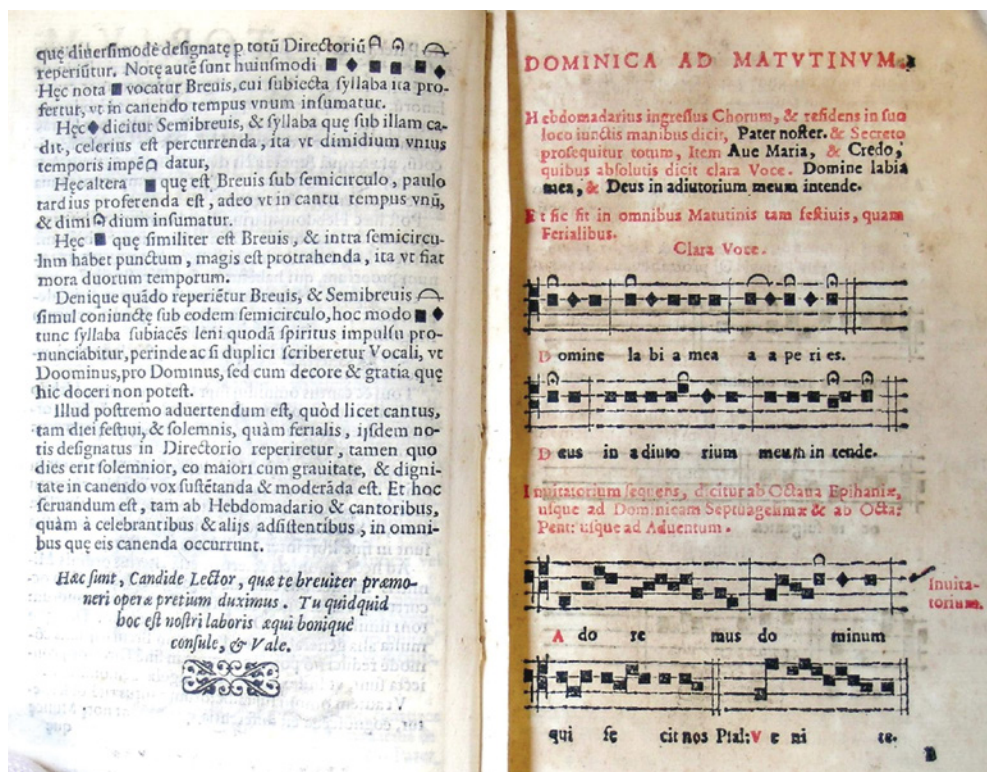 quę diuersimodè designatę p totũ Directoriũ
reperiũtur. Notę autẽ sunt huiusmodi
Hęc nota vocatur Breuis, cui subiecta syllaba ita pro-
fertur, vt in canendo tempus vnum insumatur.
Hęc dicitur Semibreuis, & syllaba quę sub illam ca-
dit, celerius est percurrenda, ita vt dimidium vnius
temporis impẽ datur,
Hęc altera quę est Breuis sub semicirculo, paulo
tardius proferenda est, adeo vt in cantu tempus vnũ,
& dimi dium insumatur.
Hęc quę similiter est Breuis, & intra semicircu-
lum habet punctum, magis est protrahenda, ita vt fiat
mora duorum temporum.
Denique quãdo reperiẽtur Breuis, & Semibreuis
simul coniunctę sub eodem semicirculo, hoc modo
tunc syllaba subiacẽs leni quodã spiritus impulsu pro-
nunciabitur, perinde ac si duplici scriberetur Vocali, vt
Doominus, pro Dominus, sed cum decore & gratia quę
hic doceri non potest.
Illud postremo aduertendum est, quòd licet cantus,
tam diei festiui, & solemnis, quàm ferialis, ijsdem no-
tis designatus in Directorio reperiretur, tamen quo
dies erit solemnior, eo maiori cum grauitate, & digni-
tate in canendo vox sustẽtanda & moderãda est. Et hoc
seruandum est, tam ab Hebdomadario & cantoribus,
quàm à celebrantibus & alijs adsistentibus, in omni-
bus quę eis canenda occurrunt.
Hæc sunt, Candide Lector, quæ te breuiter præmo-
neri operæ pretium duximus. Tu quidquid
hoc est nostri laboris æqui bonique
consule, & Vale.
DOMINICA AD MATVTINVM.
Hebdomadarius ingressus Chorum, & residens in suo
loco iunctis manibus dicit, Pater noster. & Secreto
prosequitur totum, Item Aue Maria, & Credo,
quibus absolutis dicit clara Voce. Domine labia
mea, & Deus in adiutorium meum intende.
Et sic fit in omnibus Matutinis tam festiuis, quam
Ferialibus.
Clara Voce.
D omine la bi a mea a a pe ri es.
D eus in adiuto rium meum in tende.
Inuitatorium sequens, dicitur ab Octaua Epihaniæ,
usque ad Dominicam Septuagesimæ & ab Octa:
Pent: usque ad Aduentum.
Inuita-
torium.
A do re mus do minum
qui fe cit nos Psal: V e ni te.
B